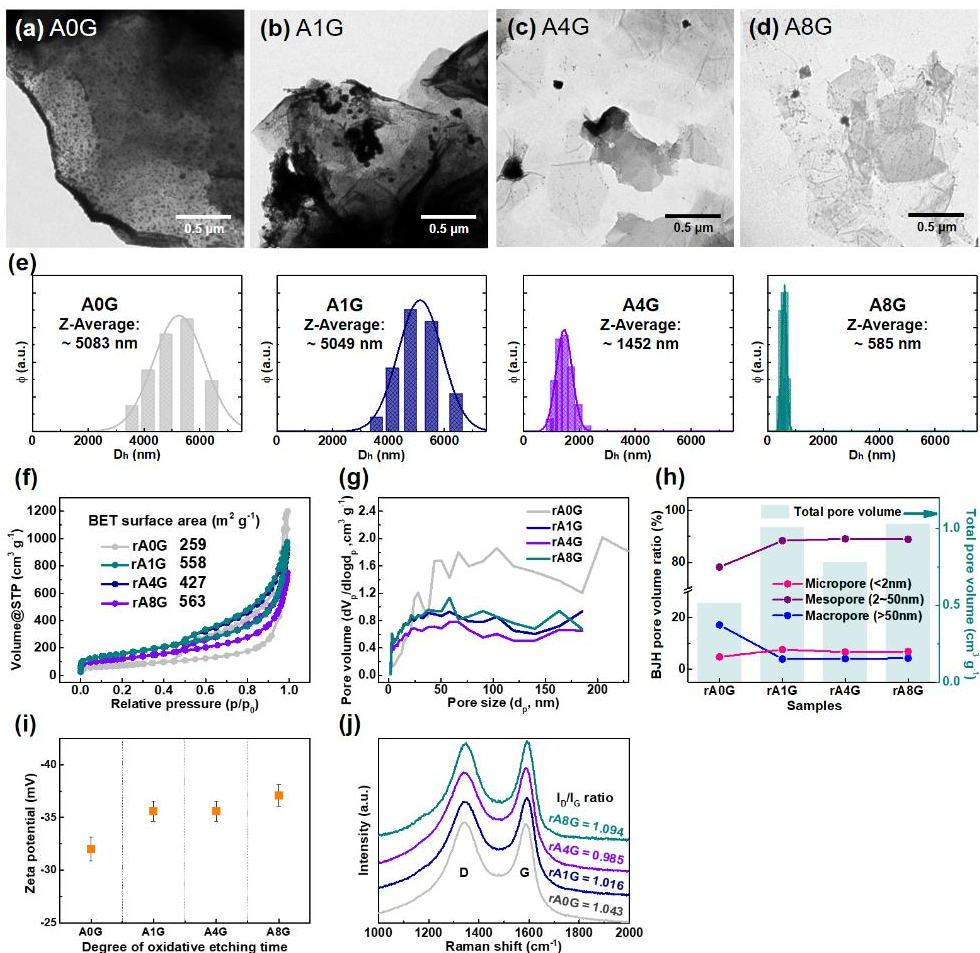 (a) A0G
0.5 µm
(b) A1G
0.5 µm
(c) A4G
0.5 µm
(d) A8G
0.5 µm
(e)
ϕ (a.u.)
A0G
Z-Average:
~ 5083 nm
0 2000 4000 6000
Dh (nm)
ϕ (a.u.)
A1G
Z-Average:
~ 5049 nm
0 2000 4000 6000
Dh (nm)
ϕ (a.u.)
A4G
Z-Average:
~ 1452 nm
0 2000 4000 6000
Dh (nm)
ϕ (a.u.)
A8G
Z-Average:
~ 585 nm
0 2000 4000 6000
Dh (nm)
(f)
Volume@STP (cm³ g⁻¹)
1200
1000
800
600
400
200
0
BET surface area (m² g⁻¹)
rA0G 259
rA1G 558
rA4G 427
rA8G 563
0.0 0.2 0.4 0.6 0.8 1.0
Relative pressure (p/p₀)
(g)
Pore volume (dV /dlogdₚ,cm³ g⁻¹)
2.4
2.0
1.6
1.2
0.8
0.4
0.0
rA0G
rA1G
rA4G
rA8G
0 50 100 150 200
Pore size (dₚ, nm)
(h)
BJH pore volume ratio (%)
100
80
20
0
Total pore volume
Micropore (<2nm)
Mesopore (2~50nm)
Macropore (>50nm)
1.0
0.5
0.0
Total pore volume (cm³ g⁻¹)
rA0G rA1G rA4G rA8G
Samples
(i)
Zeta potential (mV)
-40
-35
-30
-25
A0G A1G A4G A8G
Degree of oxidative etching time
(j)
Intensity (a.u.)
I_D/I_G ratio
rA8G = 1.094
rA4G = 0.985
rA1G = 1.016
rA0G = 1.043
D G
1000 1200 1400 1600 1800 2000
Raman shift (cm⁻¹)